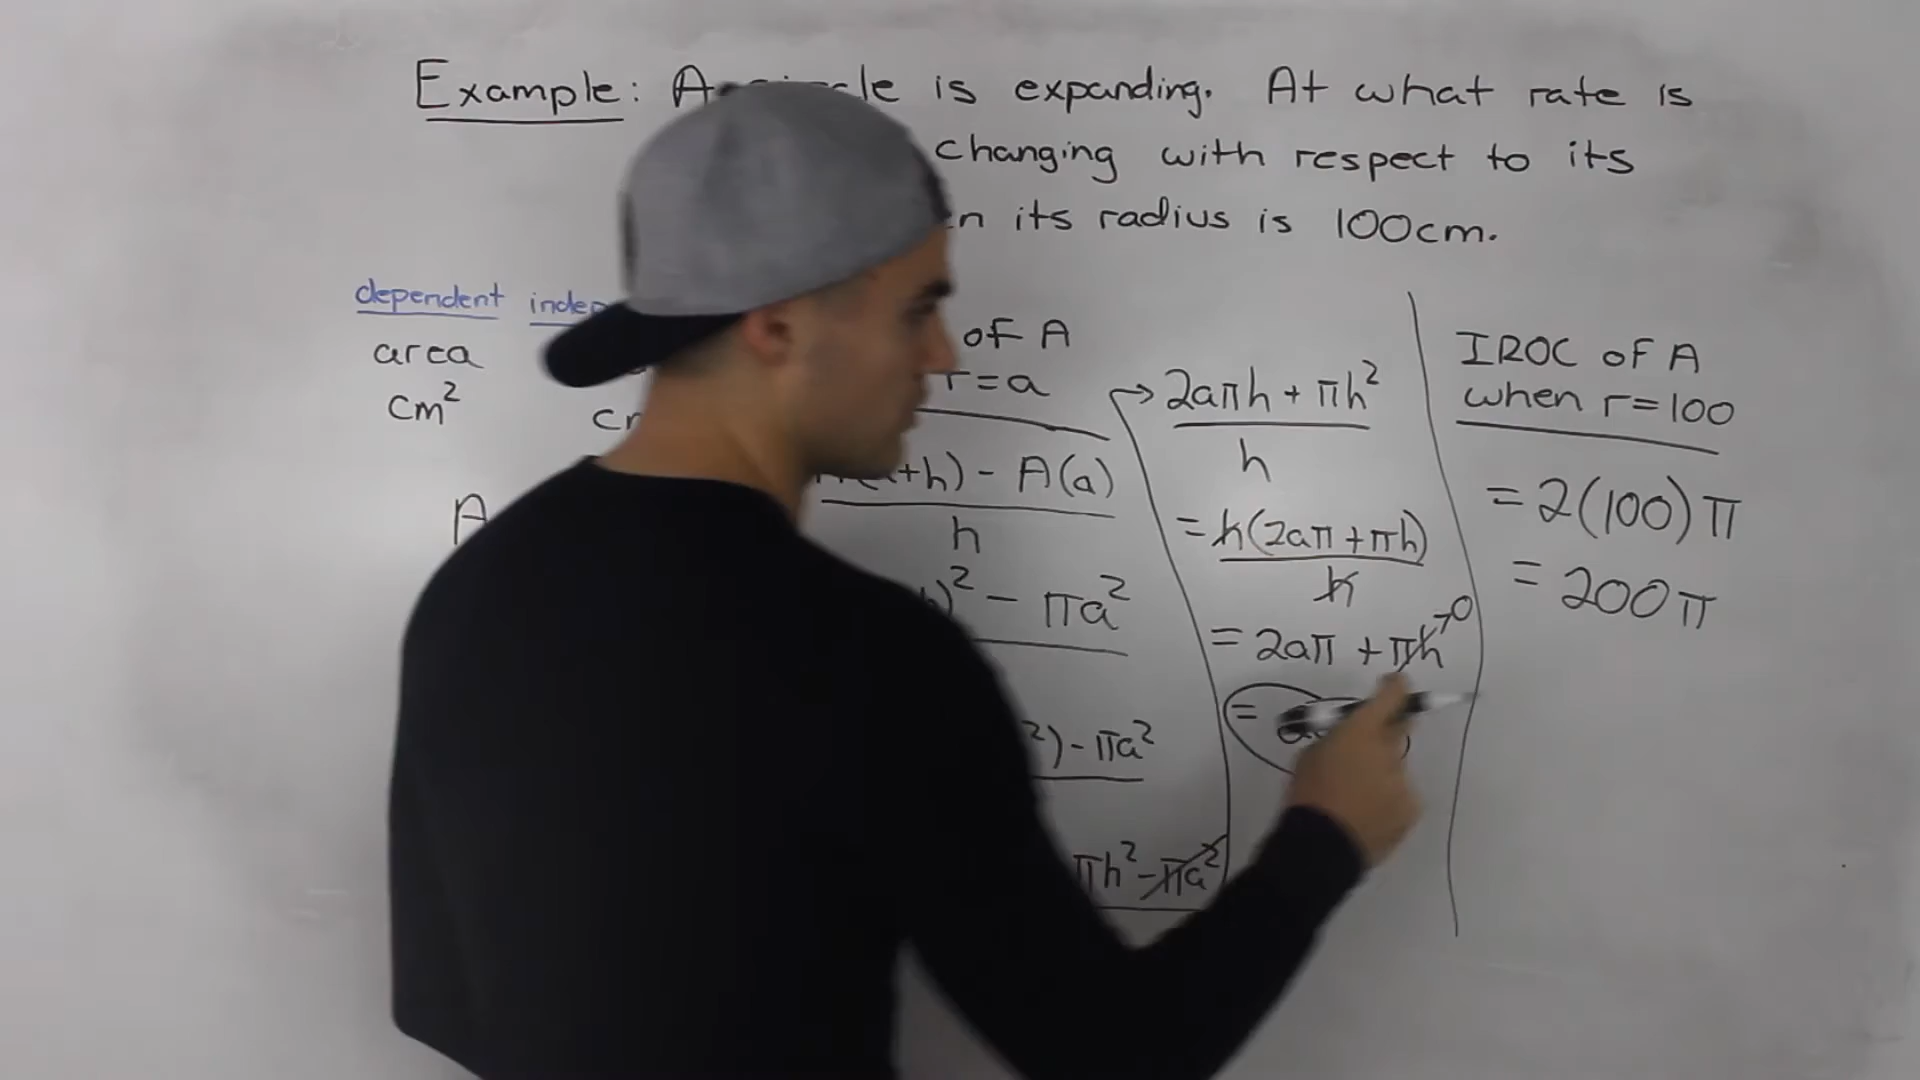 Example: A circle is expanding. At what rate is
changing with respect to its
its radius is 100cm.
dependent
area
cm²
A
of A
r=a
+h) - A(a)
h
)² - πa²
²) - πa²
πh² - πa²
→ 2aπh + πh²
h
= h(2aπ + πh)
h
= 2aπ + πh → 0
=
IROC of A
when r=100
= 2(100)π
= 200π